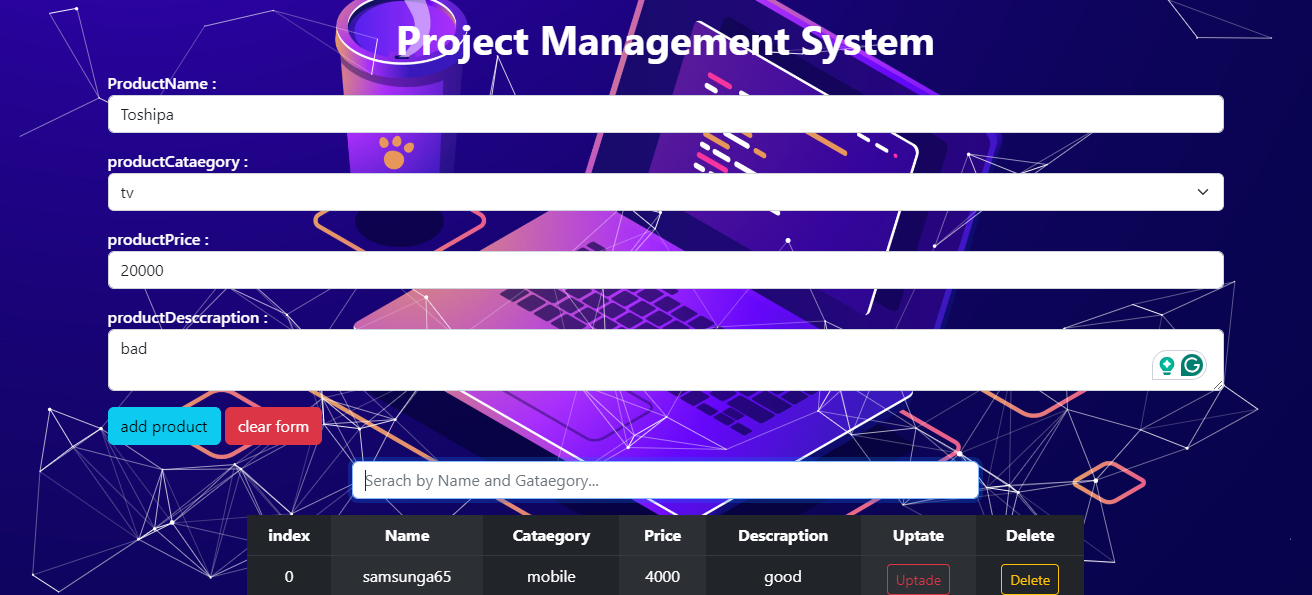 Project Management System
ProductName :
Toshipa
productCataegory :
tv
productPrice :
20000
productDesccraption :
bad
add product clear form
Serach by Name and Gataegory...
index Name Cataegory Price Descraption Uptate Delete
0 samsunga65 mobile 4000 good Uptade Delete